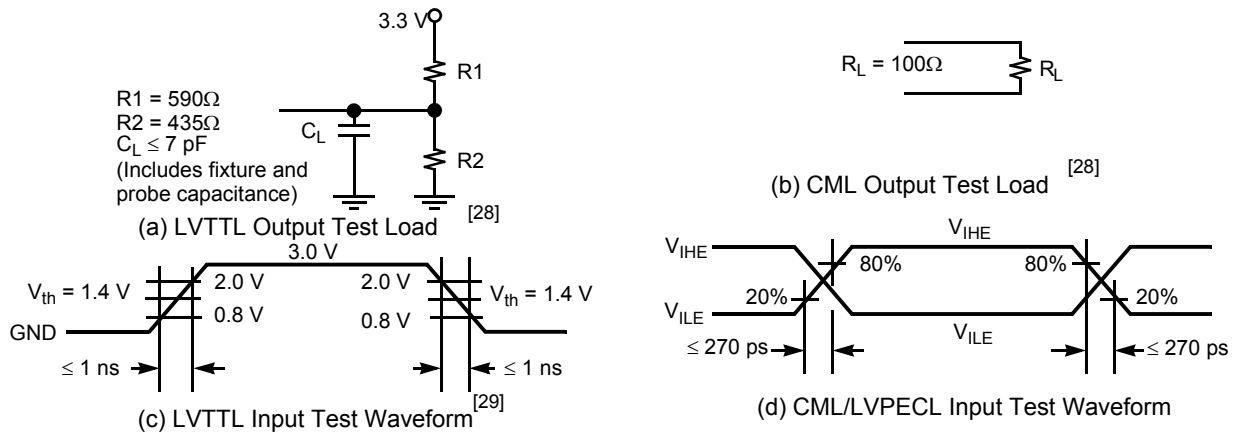 3.3 V
R1
R1 = 590Ω
R2 = 435Ω
C_L ≤ 7 pF
(Includes fixture and
probe capacitance)
C_L
R2
(a) LVTTL Output Test Load [28]
R_L = 100Ω
R_L
(b) CML Output Test Load [28]
3.0 V
V_th = 1.4 V
2.0 V
0.8 V
2.0 V
0.8 V
V_th = 1.4 V
GND
≤ 1 ns
≤ 1 ns
(c) LVTTL Input Test Waveform [29]
V_IHE
V_IHE
80%
80%
20%
20%
V_ILE
V_ILE
≤ 270 ps
≤ 270 ps
(d) CML/LVPECL Input Test Waveform